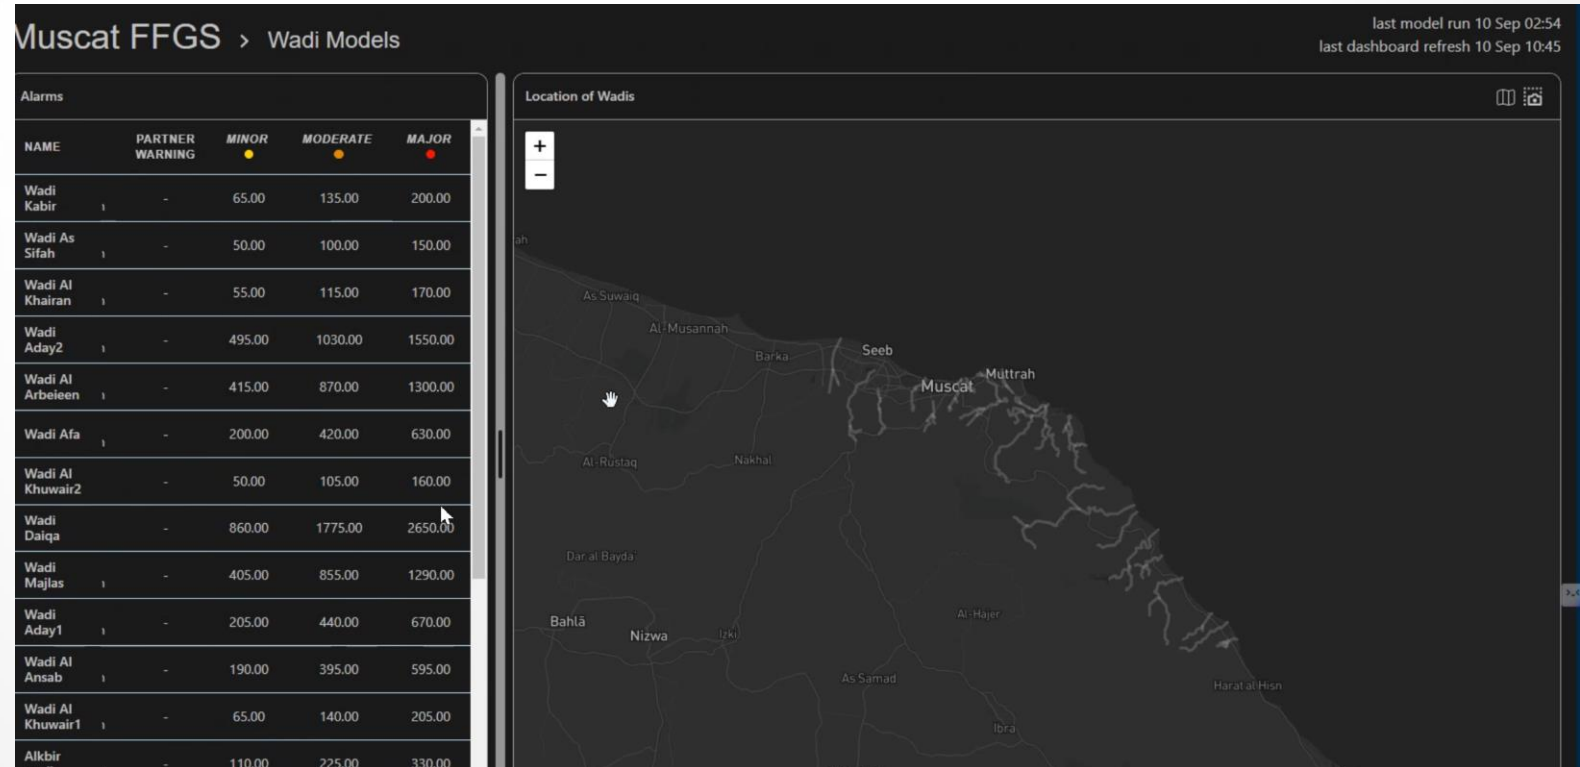 Muscat FFGS > Wadi Models
last model run 10 Sep 02:54
last dashboard refresh 10 Sep 10:45
Alarms
NAME PARTNER WARNING MINOR MODERATE MAJOR
Wadi Kabir - 65.00 135.00 200.00
Wadi As Sifah - 50.00 100.00 150.00
Wadi Al Khairan - 55.00 115.00 170.00
Wadi Aday2 - 495.00 1030.00 1550.00
Wadi Al Arbeieen - 415.00 870.00 1300.00
Wadi Afa - 200.00 420.00 630.00
Wadi Al Khuwair2 - 50.00 105.00 160.00
Wadi Daiqa - 860.00 1775.00 2650.00
Wadi Majlas - 405.00 855.00 1290.00
Wadi Aday1 - 205.00 440.00 670.00
Wadi Al Ansab - 190.00 395.00 595.00
Wadi Al Khuwair1 - 65.00 140.00 205.00
Alkbir 110.00 225.00 330.00
Location of Wadis
+
−
ah
As Suwaiq
Al-Musannah
Barka
Seeb
Muttrah
Muscat
Al-Rustaq
Nakhal
Dar al Bayda
Bahlā
Nizwa
Izki
Al-Hajer
As Samad
Harat al Hisn
Ibra